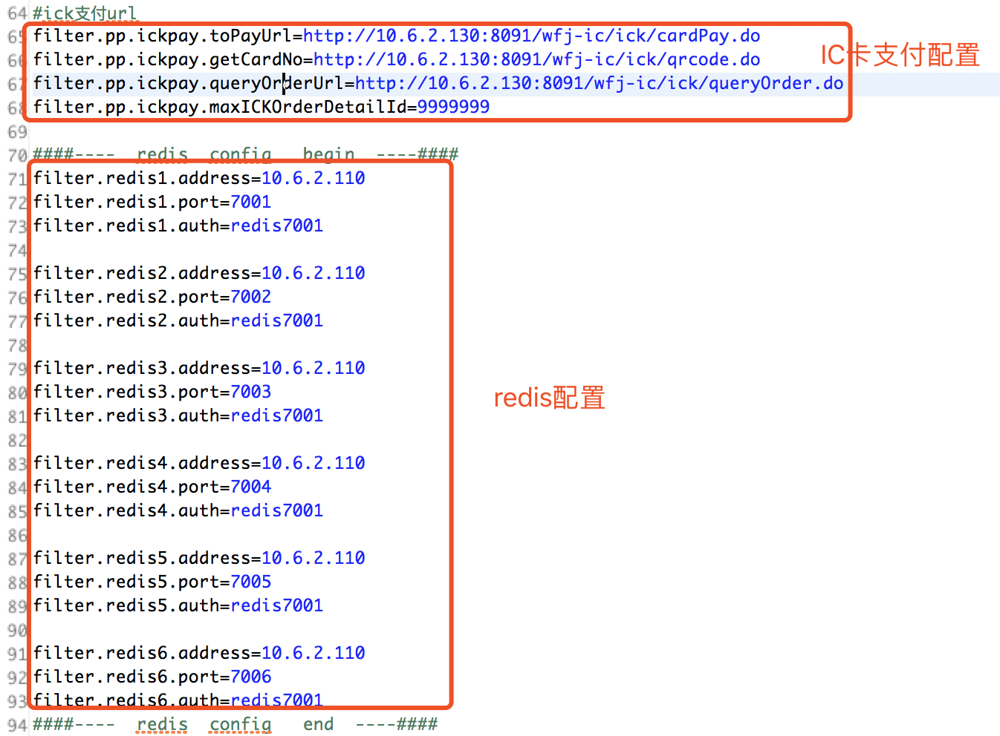 64 #ick支付url
65 filter.pp.ickpay.toPayUrl=http://10.6.2.130:8091/wfj-ic/ick/cardPay.do
66 filter.pp.ickpay.getCardNo=http://10.6.2.130:8091/wfj-ic/ick/qrcode.do
IC卡支付配置
67 filter.pp.ickpay.queryOrderUrl=http://10.6.2.130:8091/wfj-ic/ick/queryOrder.do
68 filter.pp.ickpay.maxICKOrderDetailId=9999999
69
70 ####---- redis config begin ----####
71 filter.redis1.address=10.6.2.110
72 filter.redis1.port=7001
73 filter.redis1.auth=redis7001
74
75 filter.redis2.address=10.6.2.110
76 filter.redis2.port=7002
77 filter.redis2.auth=redis7001
78
79 filter.redis3.address=10.6.2.110
80 filter.redis3.port=7003
redis配置
81 filter.redis3.auth=redis7001
82
83 filter.redis4.address=10.6.2.110
84 filter.redis4.port=7004
85 filter.redis4.auth=redis7001
86
87 filter.redis5.address=10.6.2.110
88 filter.redis5.port=7005
89 filter.redis5.auth=redis7001
90
91 filter.redis6.address=10.6.2.110
92 filter.redis6.port=7006
93 filter.redis6.auth=redis7001
94 ####---- redis config end ----####